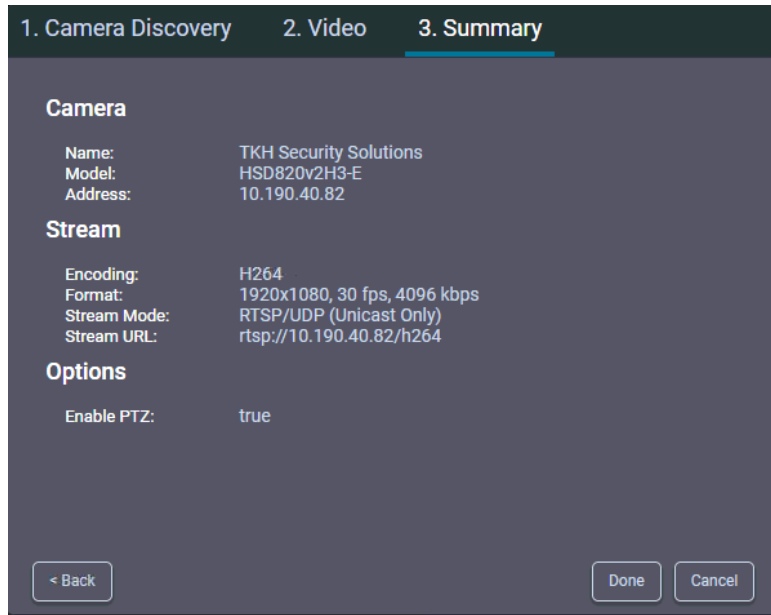 1. Camera Discovery 2. Video 3. Summary
Camera
Name: TKH Security Solutions
Model: HSD820v2H3-E
Address: 10.190.40.82
Stream
Encoding: H264
Format: 1920x1080, 30 fps, 4096 kbps
Stream Mode: RTSP/UDP (Unicast Only)
Stream URL: rtsp://10.190.40.82/h264
Options
Enable PTZ: true
< Back Done Cancel